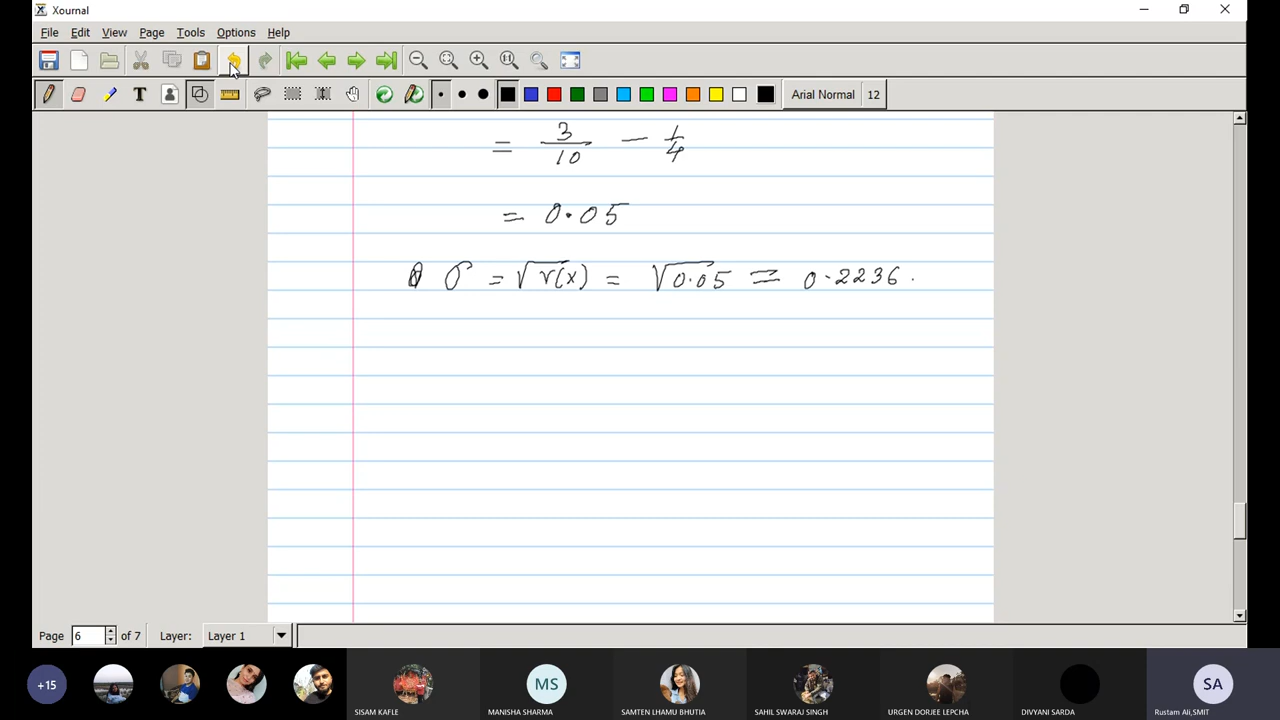 Xournal
File Edit View Page Tools Options Help
T Arial Normal 12
= 3/10 - 1/4
= 0.05
σ = √v(x) = √0.05 = 0.2236.
Page 6 of 7 Layer: Layer 1
+15 MS SA
SISAM KAFLE MANISHA SHARMA SAMTEN LHAMU BHUTIA SAHIL SWARAJ SINGH URGEN DORJEE LEPCHA DIVYANI SARDA Rustam Ali,SMIT